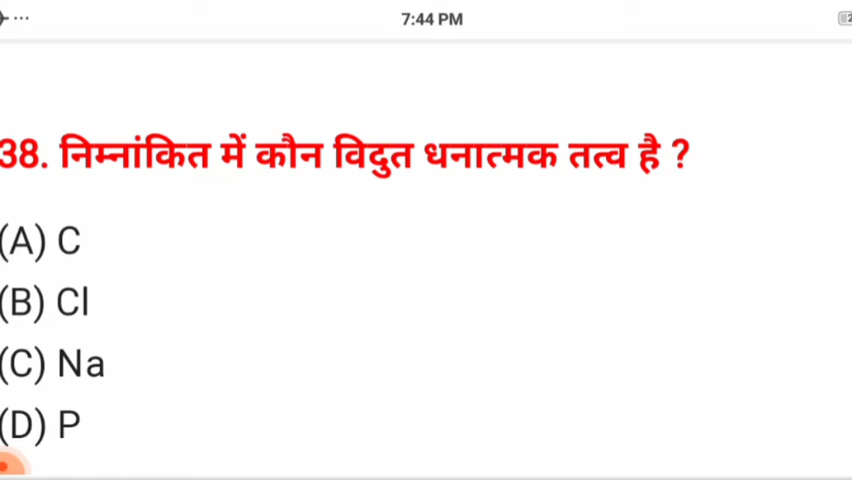 7:44 PM
38. निम्नांकित में कौन विदुत धनात्मक तत्व है ?
(A) C
(B) Cl
(C) Na
(D) P